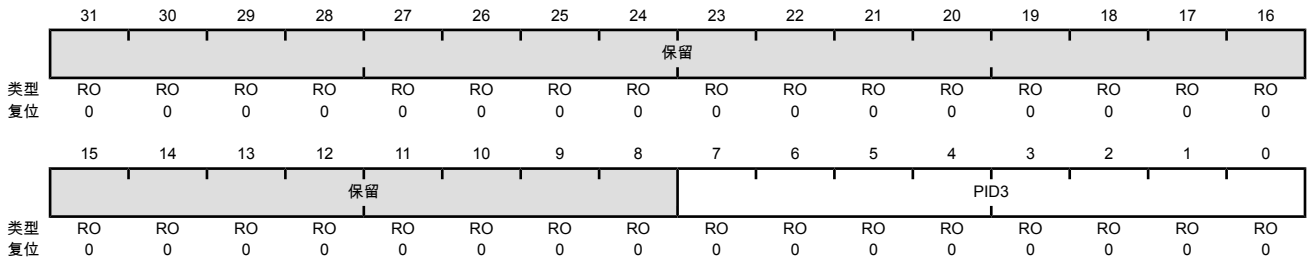 31 30 29 28 27 26 25 24 23 22 21 20 19 18 17 16
保留
类型 RO RO RO RO RO RO RO RO RO RO RO RO RO RO RO RO
复位 0 0 0 0 0 0 0 0 0 0 0 0 0 0 0 0
15 14 13 12 11 10 9 8 7 6 5 4 3 2 1 0
保留 PID3
类型 RO RO RO RO RO RO RO RO RO RO RO RO RO RO RO RO
复位 0 0 0 0 0 0 0 0 0 0 0 0 0 0 0 0